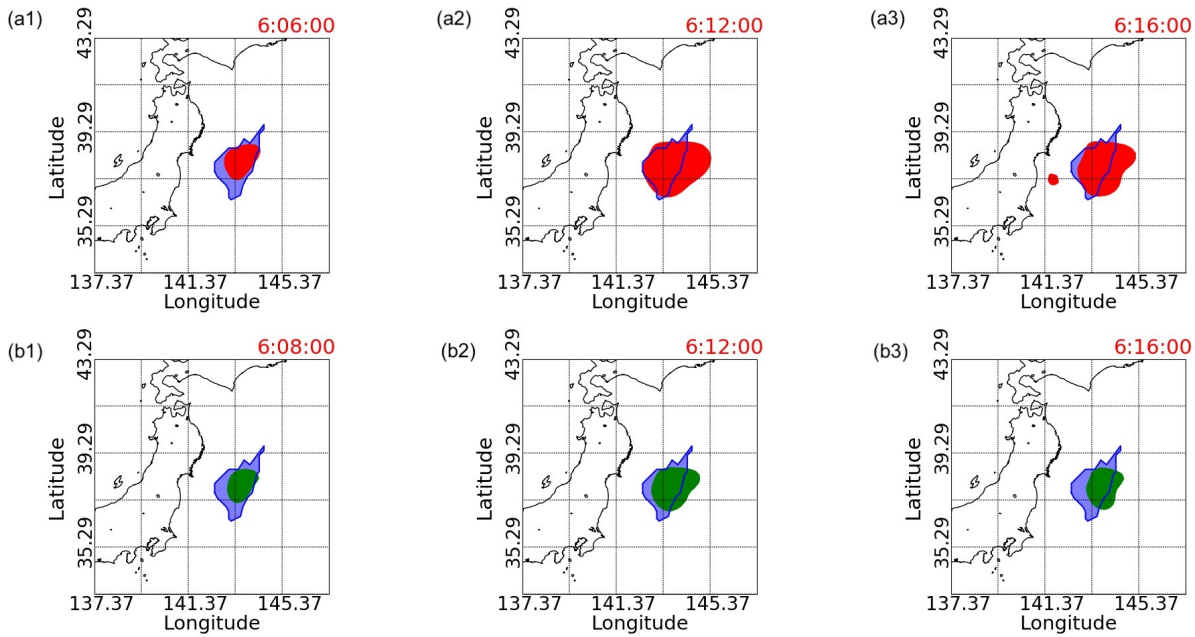 (a1)
6:06:00
43.29
39.29
35.29
Latitude
137.37 141.37 145.37
Longitude
(a2)
6:12:00
43.29
39.29
35.29
Latitude
137.37 141.37 145.37
Longitude
(a3)
6:16:00
43.29
39.29
35.29
Latitude
137.37 141.37 145.37
Longitude
(b1)
6:08:00
43.29
39.29
35.29
Latitude
137.37 141.37 145.37
Longitude
(b2)
6:12:00
43.29
39.29
35.29
Latitude
137.37 141.37 145.37
Longitude
(b3)
6:16:00
43.29
39.29
35.29
Latitude
137.37 141.37 145.37
Longitude